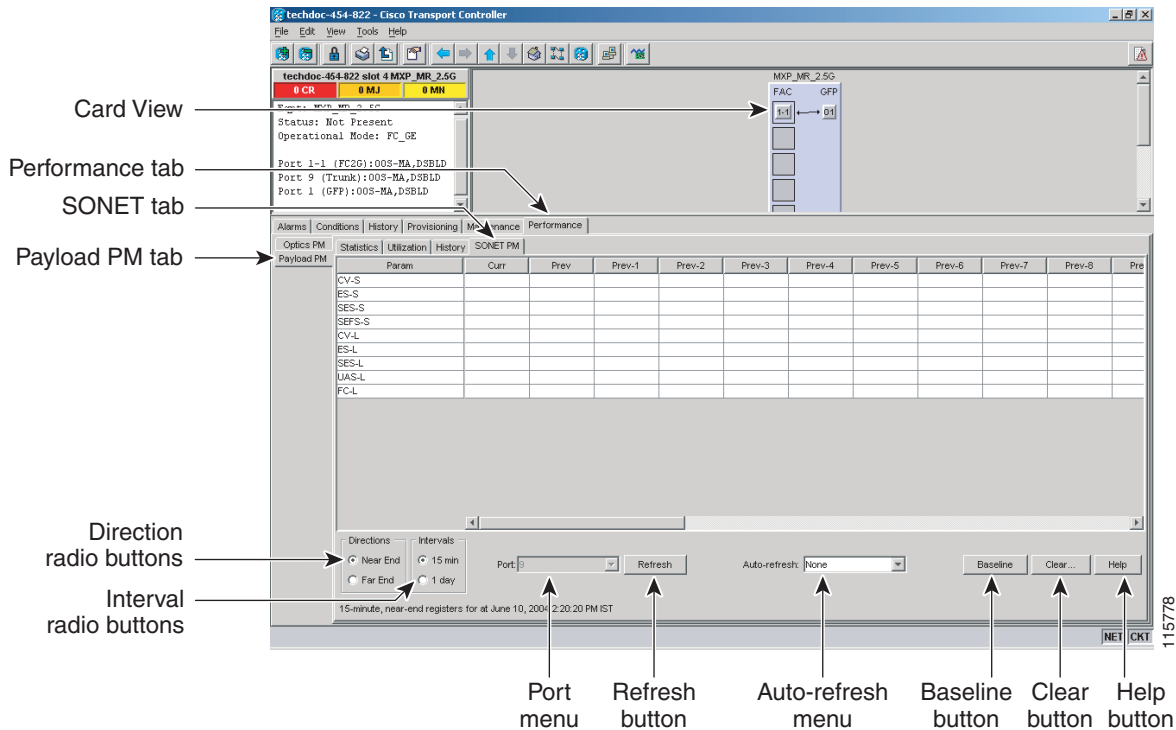 techdoc-454-822 - Cisco Transport Controller
File Edit View Tools Help
techdoc-454-822 slot 4 MXP_MR_2.5G
0 CR 0 MJ 0 MN
Eqpt: MXP_MR_2.5G
Status: Not Present
Operational Mode: FC_GE
Port 1-1 (FC2G):OOS-MA,DSBLD
Port 9 (Trunk):OOS-MA,DSBLD
Port 1 (GFP):OOS-MA,DSBLD
MXP_MR_2.5G
FAC GFP
1-1 01
Card View
Performance tab
SONET tab
Payload PM tab
Alarms Conditions History Provisioning Maintenance Performance
Optics PM
Payload PM
Statistics Utilization History SONET PM
Param Curr Prev Prev-1 Prev-2 Prev-3 Prev-4 Prev-5 Prev-6 Prev-7 Prev-8 Pre
CV-S
ES-S
SES-S
SEFS-S
CV-L
ES-L
SES-L
UAS-L
FC-L
Direction
radio buttons
Interval
radio buttons
Directions
Near End
Far End
Intervals
15 min
1 day
Port: 9
Refresh
Auto-refresh: None
Baseline
Clear...
Help
15-minute, near-end registers for at June 10, 2004 2:20:20 PM IST
NET CKT
115778
Port
menu
Refresh
button
Auto-refresh
menu
Baseline
button
Clear
button
Help
button